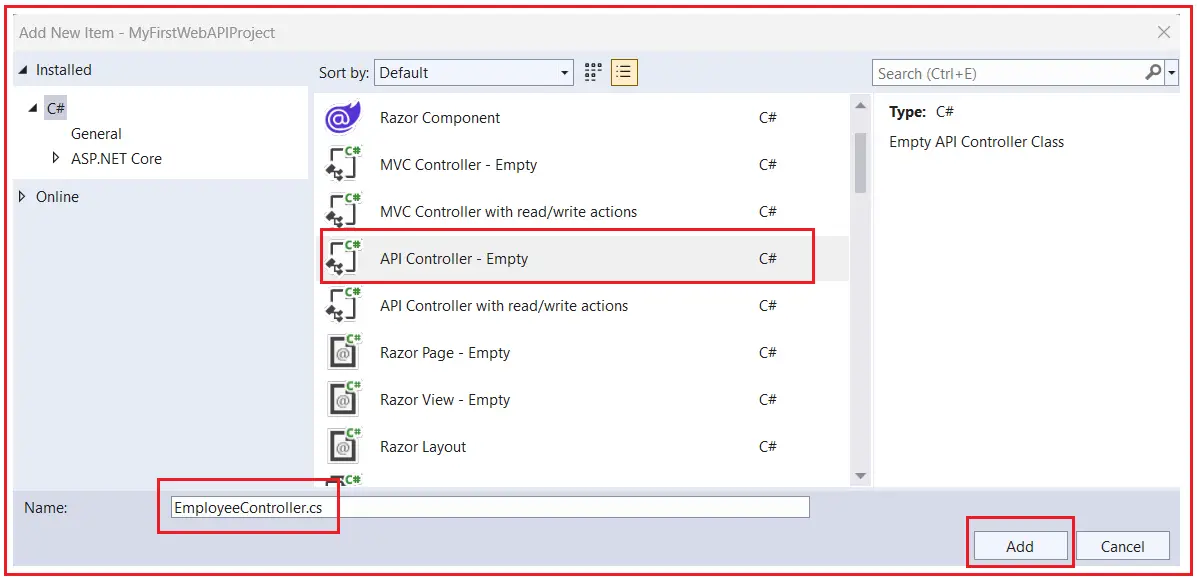 Add New Item - MyFirstWebAPIProject
Installed
C#
General
ASP.NET Core
Online
Sort by: Default
Razor Component C#
MVC Controller - Empty C#
MVC Controller with read/write actions C#
API Controller - Empty C#
API Controller with read/write actions C#
Razor Page - Empty C#
Razor View - Empty C#
Razor Layout C#
Search (Ctrl+E)
Type: C#
Empty API Controller Class
Name: EmployeeController.cs
Add Cancel